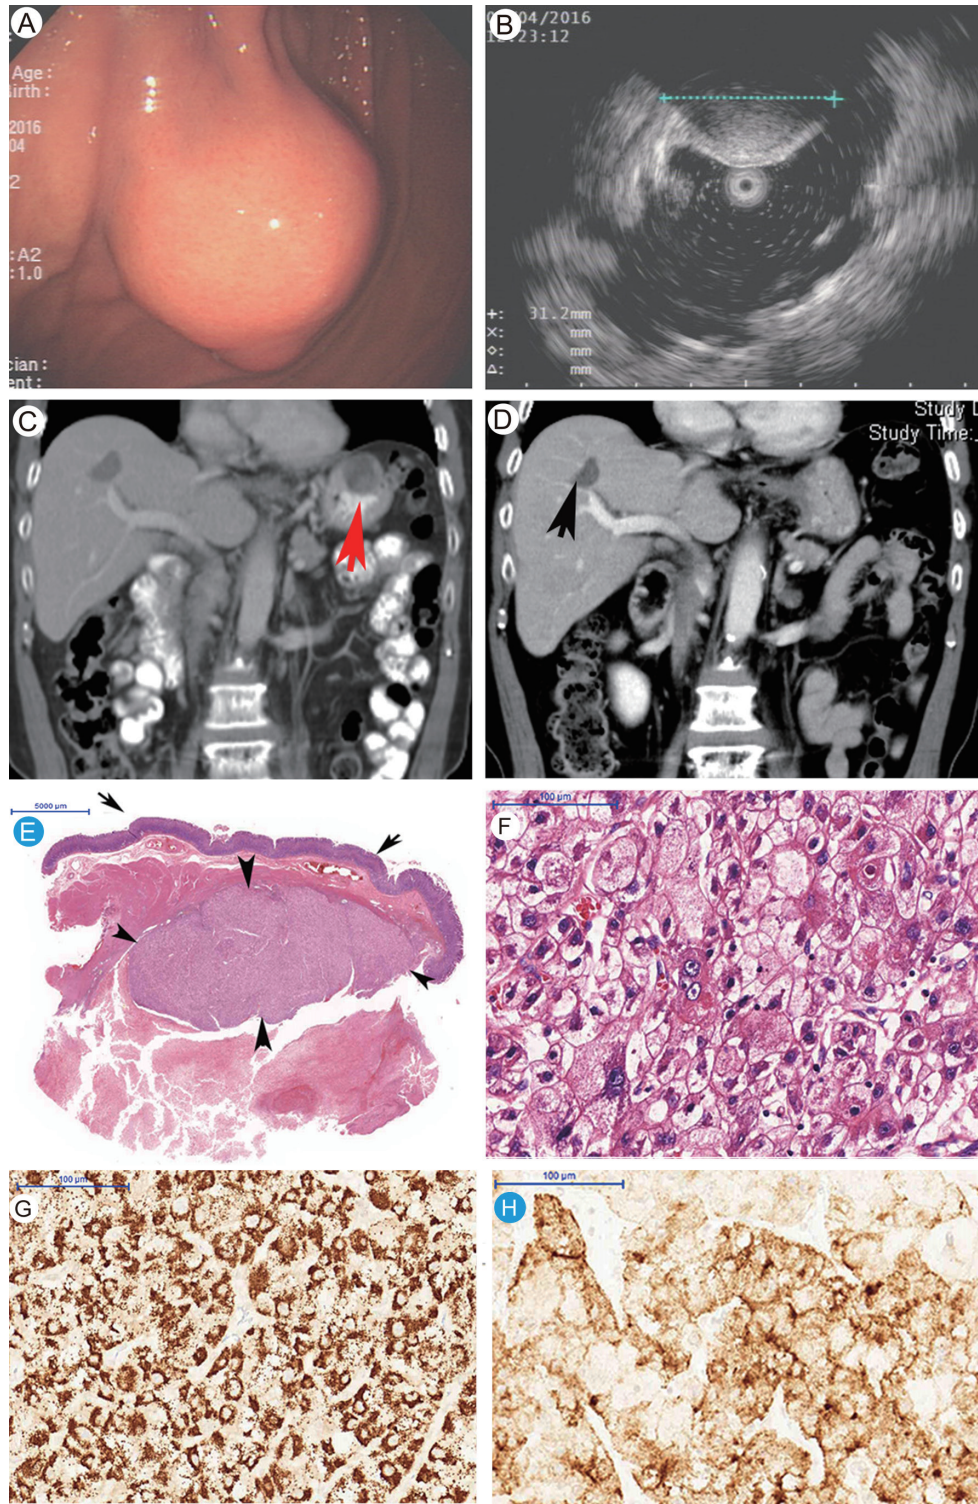 A
Age :
irth:
2016
04
2
:A2
:1.0
cian:
ent:
B
04/2016
:23:12
+: 31.2mm
×: mm
◇: mm
△: mm
C
D
Study
Study Time:
E
5000 µm
F
100 µm
G
100 µm
H
100 µm